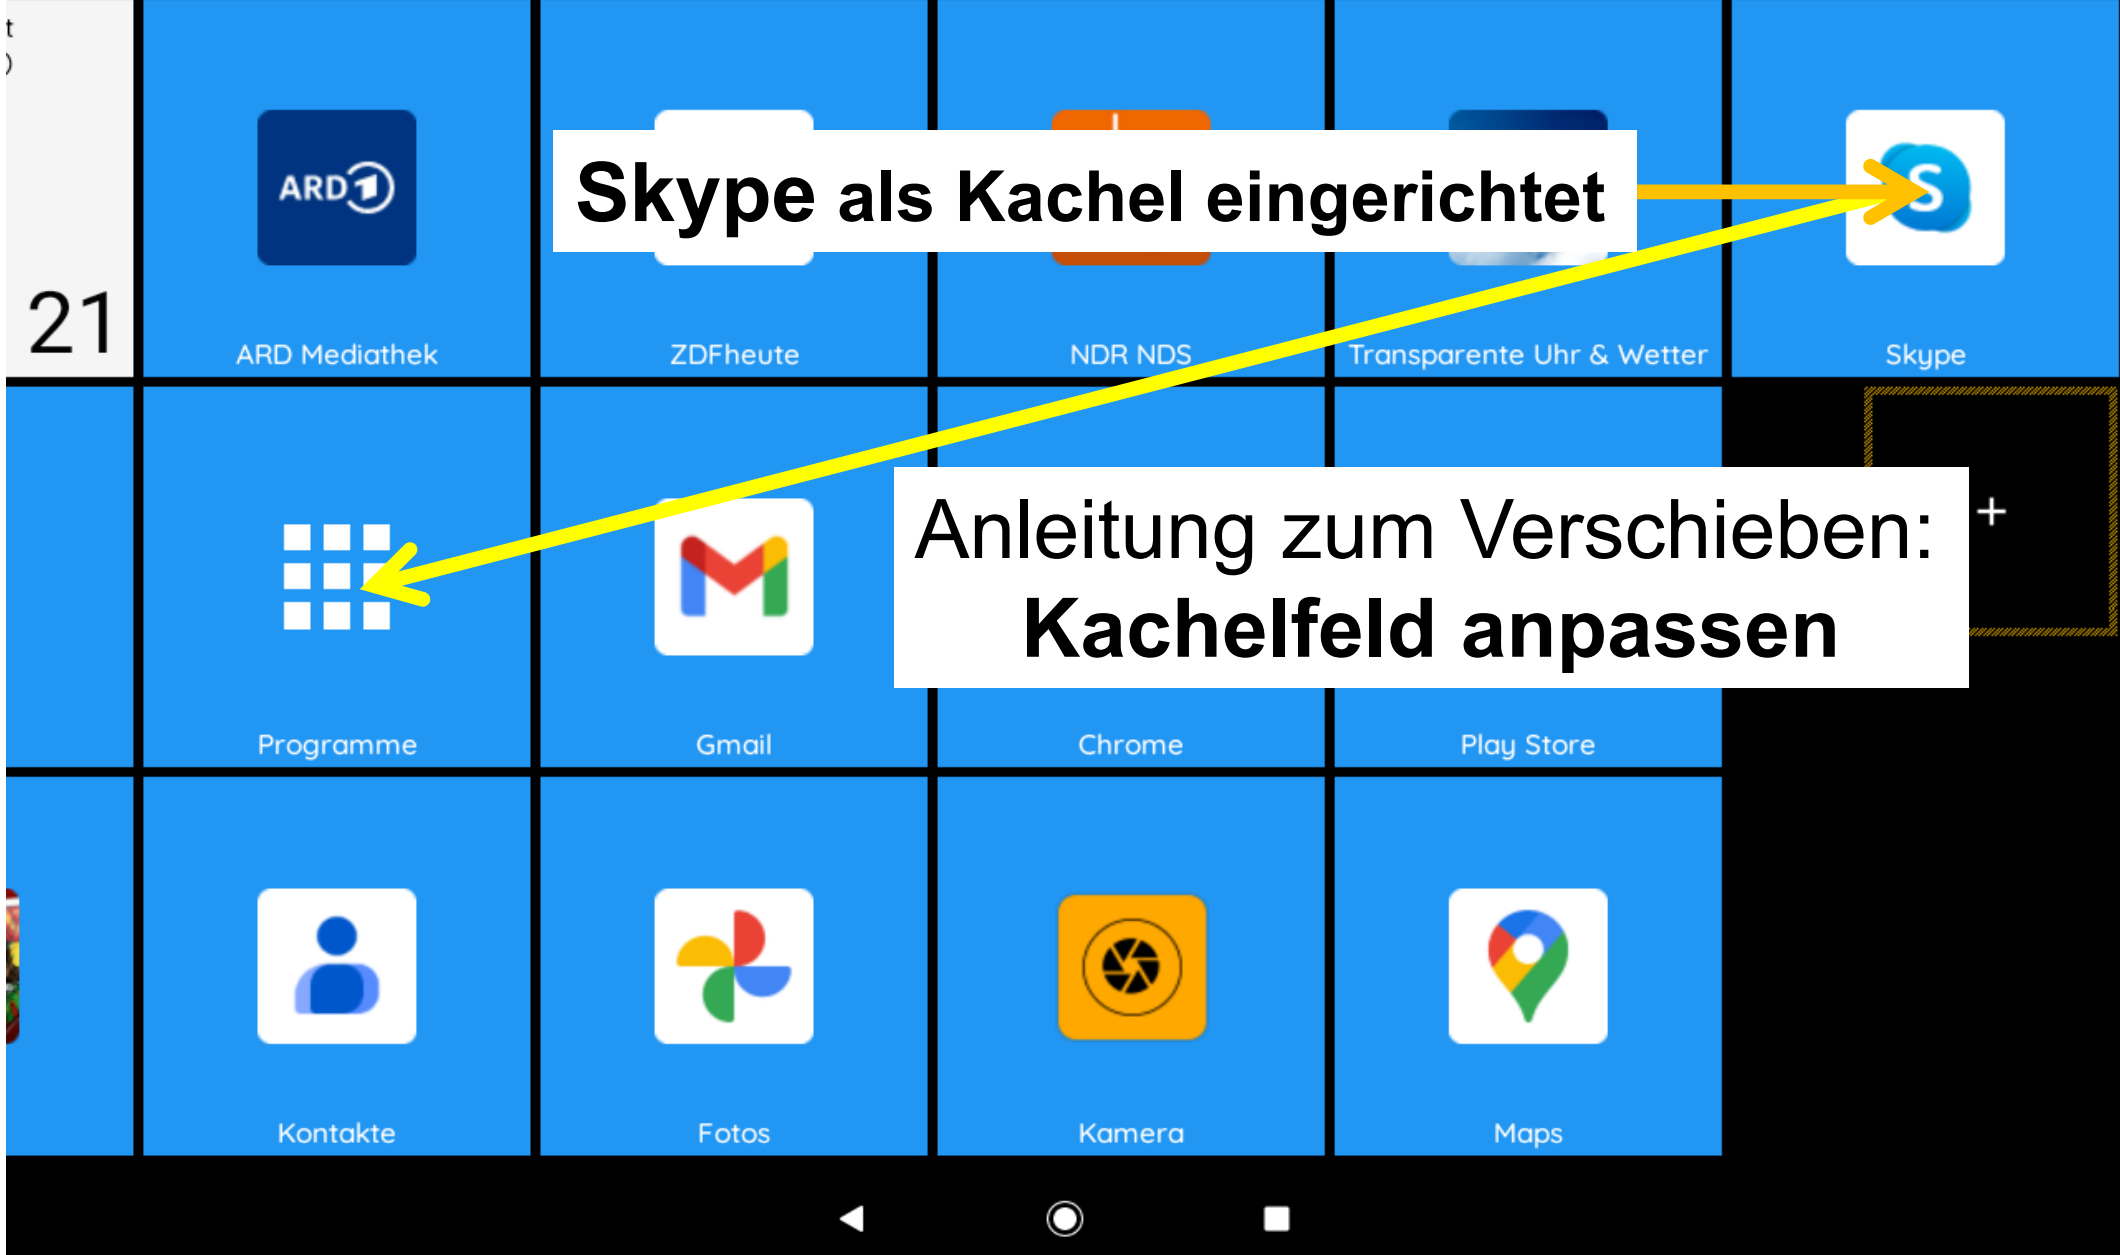 t
)
21
ARD
Skype als Kachel eingerichtet
S
ARD Mediathek
ZDFheute
NDR NDS
Transparente Uhr & Wetter
Skype
Anleitung zum Verschieben:
Kachelfeld anpassen
+
Programme
Gmail
Chrome
Play Store
Kontakte
Fotos
Kamera
Maps